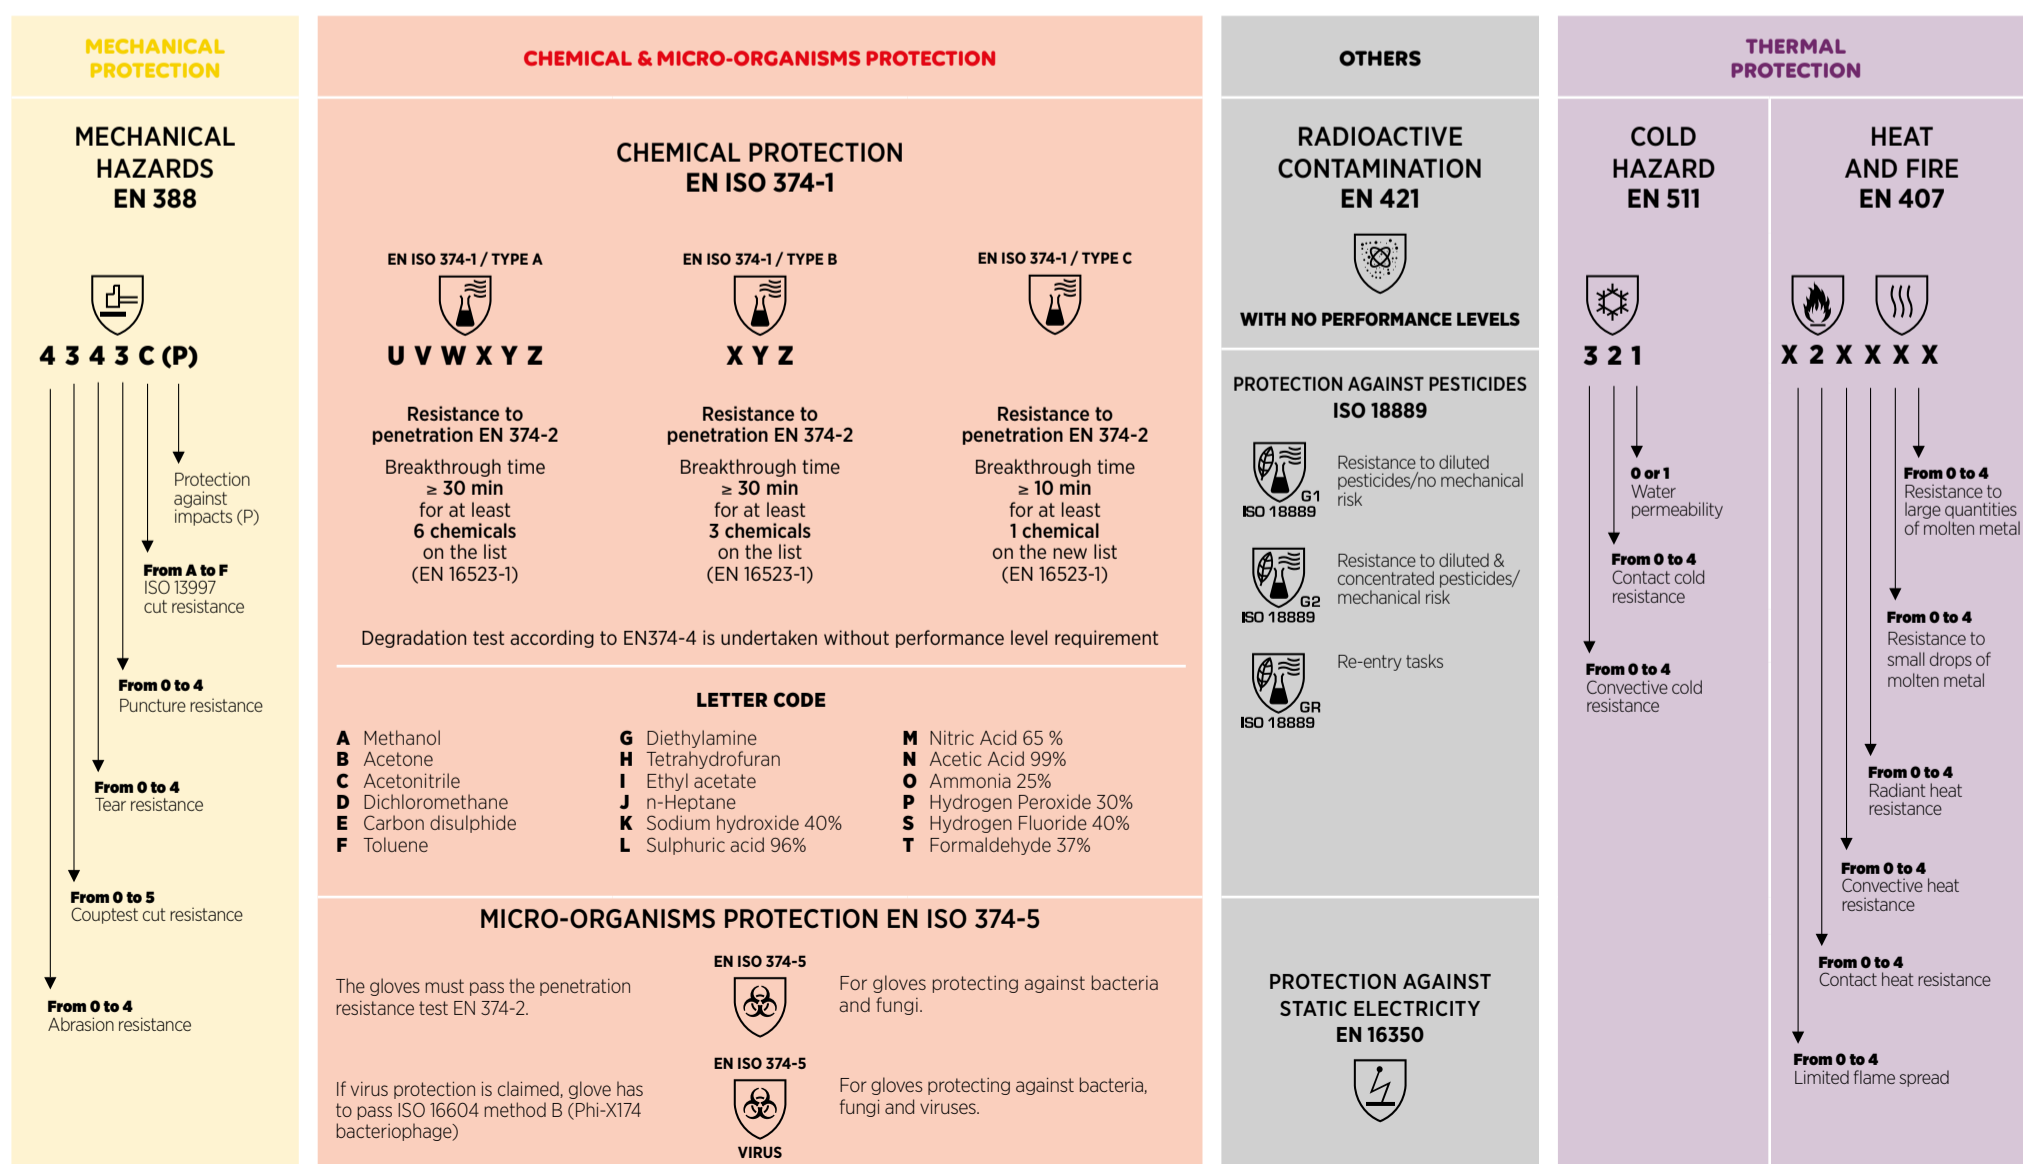 MECHANICAL
PROTECTION
MECHANICAL
HAZARDS
EN 388
4 3 4 3 C (P)
Protection
against
impacts (P)
From A to F
ISO 13997
cut resistance
From 0 to 4
Puncture resistance
From 0 to 4
Tear resistance
From 0 to 5
Couptest cut resistance
From 0 to 4
Abrasion resistance
CHEMICAL & MICRO-ORGANISMS PROTECTION
CHEMICAL PROTECTION
EN ISO 374-1
EN ISO 374-1 / TYPE A
U V W X Y Z
Resistance to
penetration EN 374-2
Breakthrough time
≥ 30 min
for at least
6 chemicals
on the list
(EN 16523-1)
EN ISO 374-1 / TYPE B
X Y Z
Resistance to
penetration EN 374-2
Breakthrough time
≥ 30 min
for at least
3 chemicals
on the list
(EN 16523-1)
EN ISO 374-1 / TYPE C
Resistance to
penetration EN 374-2
Breakthrough time
≥ 10 min
for at least
1 chemical
on the new list
(EN 16523-1)
Degradation test according to EN374-4 is undertaken without performance level requirement
LETTER CODE
A Methanol
B Acetone
C Acetonitrile
D Dichloromethane
E Carbon disulphide
F Toluene
G Diethylamine
H Tetrahydrofuran
I Ethyl acetate
J n-Heptane
K Sodium hydroxide 40%
L Sulphuric acid 96%
M Nitric Acid 65 %
N Acetic Acid 99%
O Ammonia 25%
P Hydrogen Peroxide 30%
S Hydrogen Fluoride 40%
T Formaldehyde 37%
MICRO-ORGANISMS PROTECTION EN ISO 374-5
The gloves must pass the penetration
resistance test EN 374-2.
EN ISO 374-5
For gloves protecting against bacteria
and fungi.
If virus protection is claimed, glove has
to pass ISO 16604 method B (Phi-X174
bacteriophage)
EN ISO 374-5
VIRUS
For gloves protecting against bacteria,
fungi and viruses.
OTHERS
RADIOACTIVE
CONTAMINATION
EN 421
WITH NO PERFORMANCE LEVELS
PROTECTION AGAINST PESTICIDES
ISO 18889
G1
ISO 18889
Resistance to diluted
pesticides/no mechanical
risk
G2
ISO 18889
Resistance to diluted &
concentrated pesticides/
mechanical risk
GR
ISO 18889
Re-entry tasks
PROTECTION AGAINST
STATIC ELECTRICITY
EN 16350
THERMAL
PROTECTION
COLD
HAZARD
EN 511
3 2 1
0 or 1
Water
permeability
From 0 to 4
Contact cold
resistance
From 0 to 4
Convective cold
resistance
HEAT
AND FIRE
EN 407
X 2 X X X X
From 0 to 4
Resistance to
large quantities
of molten metal
From 0 to 4
Resistance to
small drops of
molten metal
From 0 to 4
Radiant heat
resistance
From 0 to 4
Convective heat
resistance
From 0 to 4
Contact heat resistance
From 0 to 4
Limited flame spread